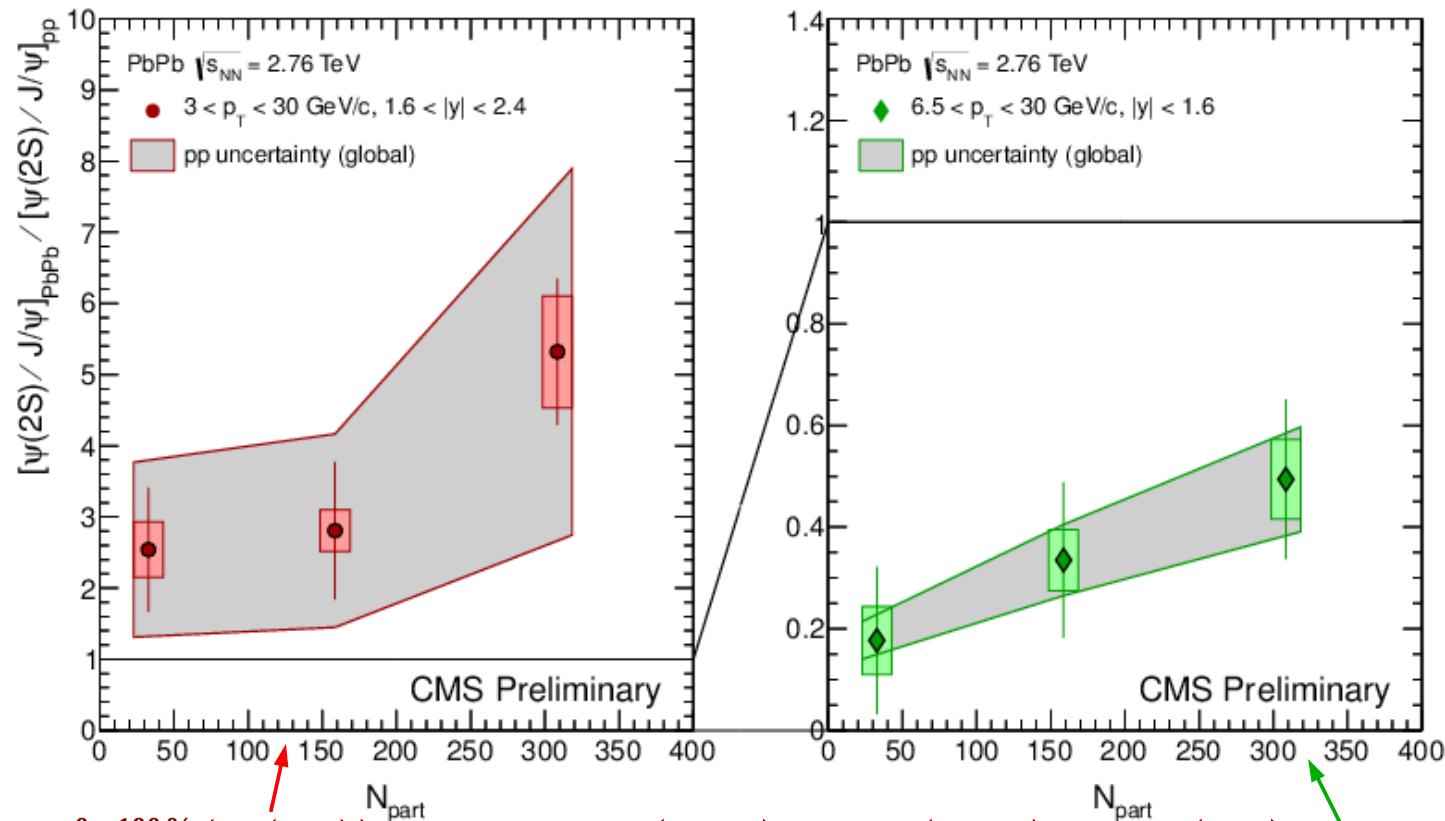 [ψ(2S) / J/ψ]PbPb / [ψ(2S) / J/ψ]pp
10
9
8
7
6
5
4
3
2
1
0
PbPb √sNN = 2.76 TeV
3 < pT < 30 GeV/c, 1.6 < |y| < 2.4
pp uncertainty (global)
CMS Preliminary
0 50 100 150 200 250 300 350 400
Npart
1.4
1.2
1
0.8
0.6
0.4
0.2
0
PbPb √sNN = 2.76 TeV
6.5 < pT < 30 GeV/c, |y| < 1.6
pp uncertainty (global)
CMS Preliminary
0 50 100 150 200 250 300 350 400
Npart